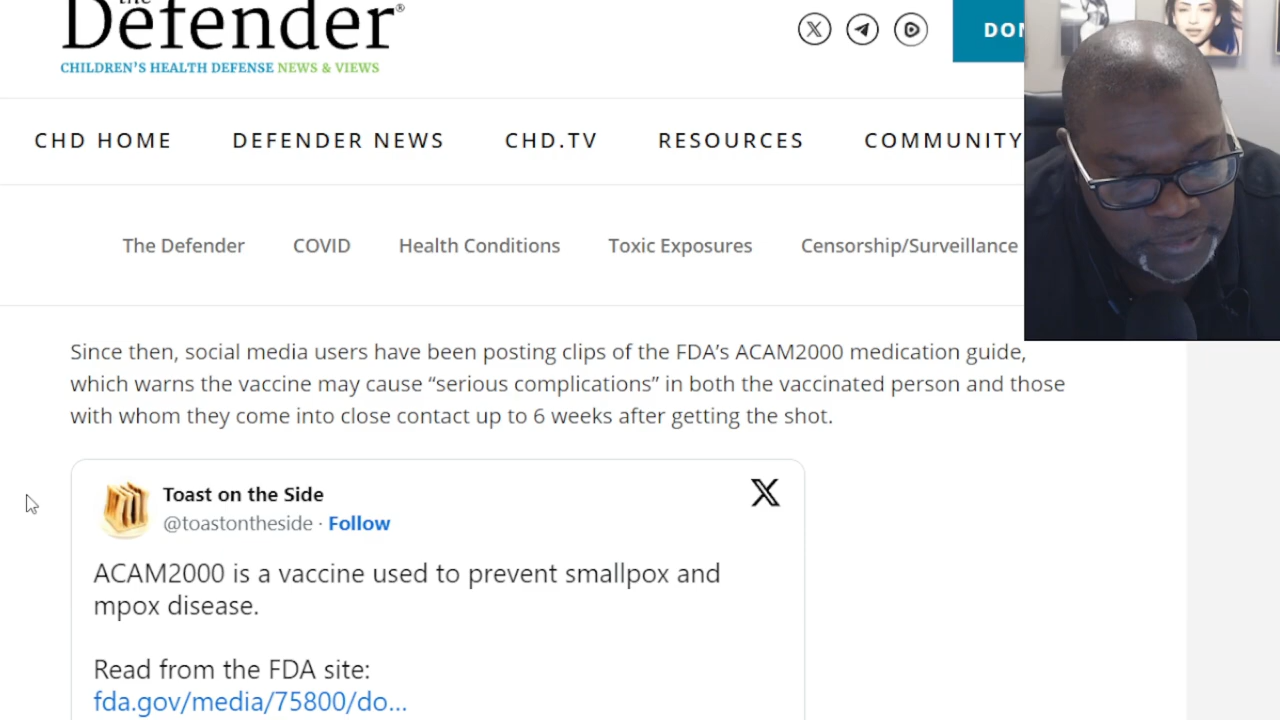 the
Defender®
CHILDREN'S HEALTH DEFENSE NEWS & VIEWS
CHD HOME DEFENDER NEWS CHD.TV RESOURCES COMMUNITY
The Defender COVID Health Conditions Toxic Exposures Censorship/Surveillance
Since then, social media users have been posting clips of the FDA’s ACAM2000 medication guide,
which warns the vaccine may cause “serious complications” in both the vaccinated person and those
with whom they come into close contact up to 6 weeks after getting the shot.
Toast on the Side
@toastontheside · Follow
ACAM2000 is a vaccine used to prevent smallpox and
mpox disease.
Read from the FDA site:
fda.gov/media/75800/do...